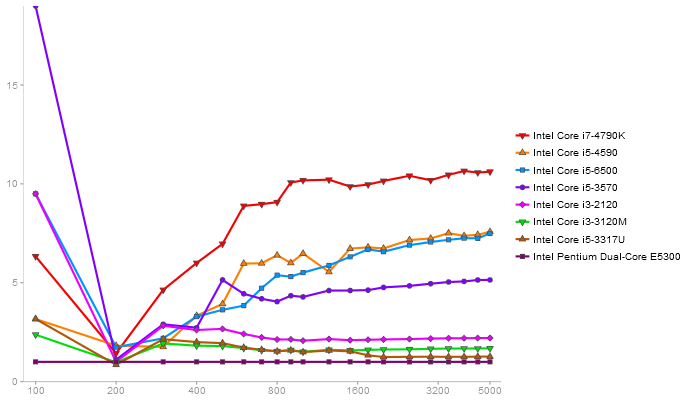 15
10
5
0
100
200
400
800
1600
3200
5000
Intel Core i7-4790K
Intel Core i5-4590
Intel Core i5-6500
Intel Core i5-3570
Intel Core i3-2120
Intel Core i3-3120M
Intel Core i5-3317U
Intel Pentium Dual-Core E5300